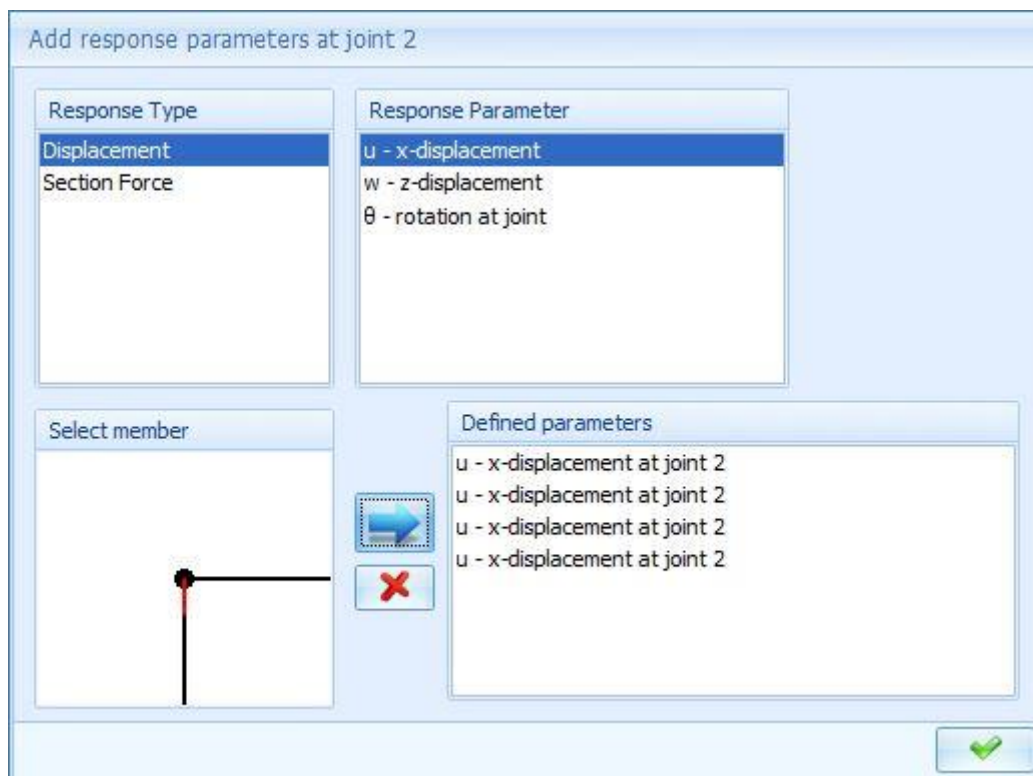 Add response parameters at joint 2
Response Type
Displacement
Section Force
Response Parameter
u - x-displacement
w - z-displacement
θ - rotation at joint
Select member
Defined parameters
u - x-displacement at joint 2
u - x-displacement at joint 2
u - x-displacement at joint 2
u - x-displacement at joint 2